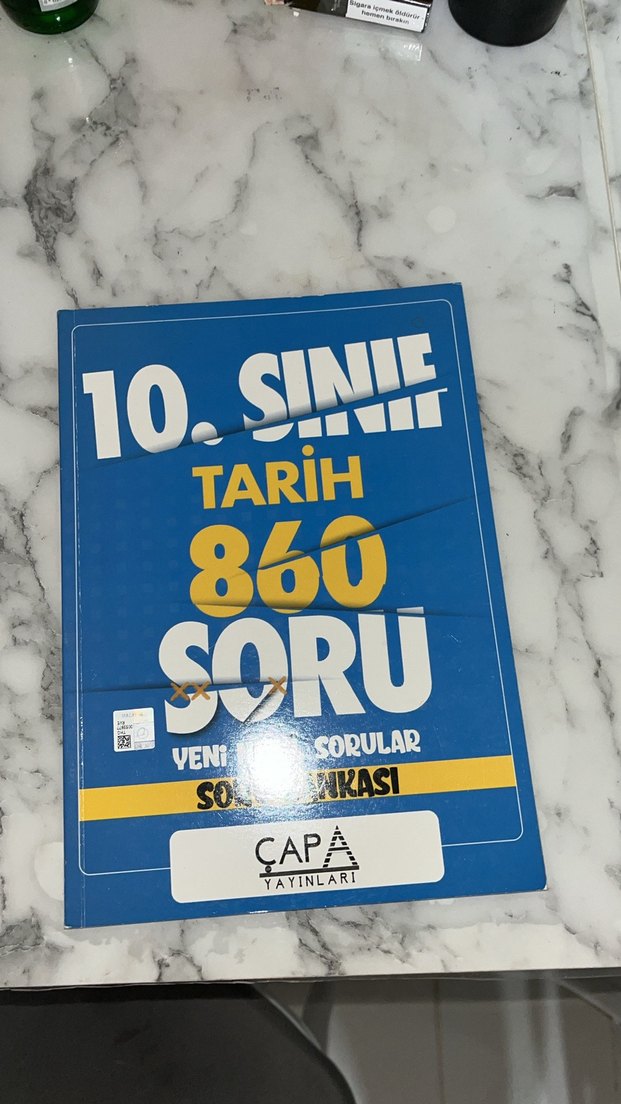 Sigara içmek öldürür
hemen bırakın
10. SINIF
TARİH
860
SORU
YENİ SORULAR
ÇAPA
YAYINLARI